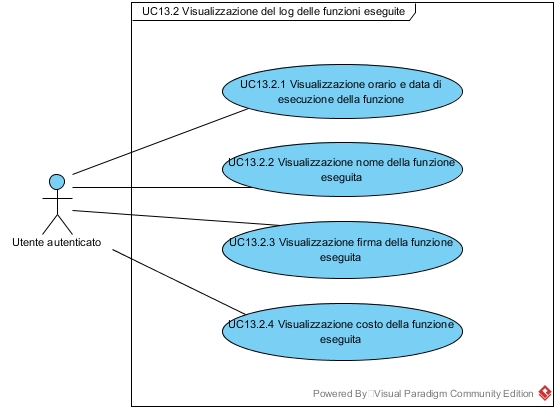 UC13.2 Visualizzazione del log delle funzioni eseguite
UC13.2.1 Visualizzazione orario e data di
esecuzione della funzione
UC13.2.2 Visualizzazione nome della funzione
eseguita
UC13.2.3 Visualizzazione firma della funzione
eseguita
Utente autenticato
UC13.2.4 Visualizzazione costo della funzione
eseguita
Powered By Visual Paradigm Community Edition